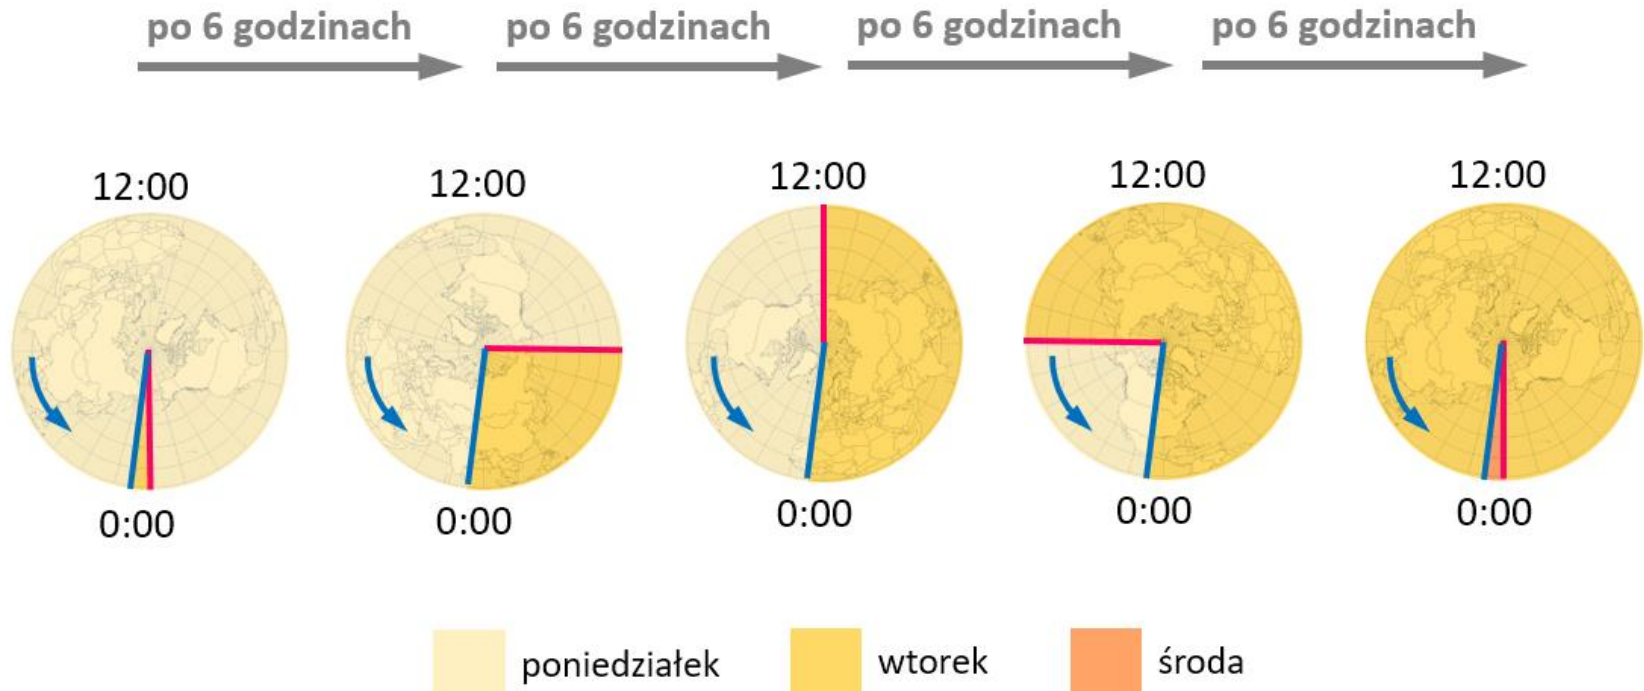 po 6 godzinach po 6 godzinach po 6 godzinach po 6 godzinach
12:00 12:00 12:00 12:00 12:00
0:00 0:00 0:00 0:00 0:00
poniedziałek wtorek środa